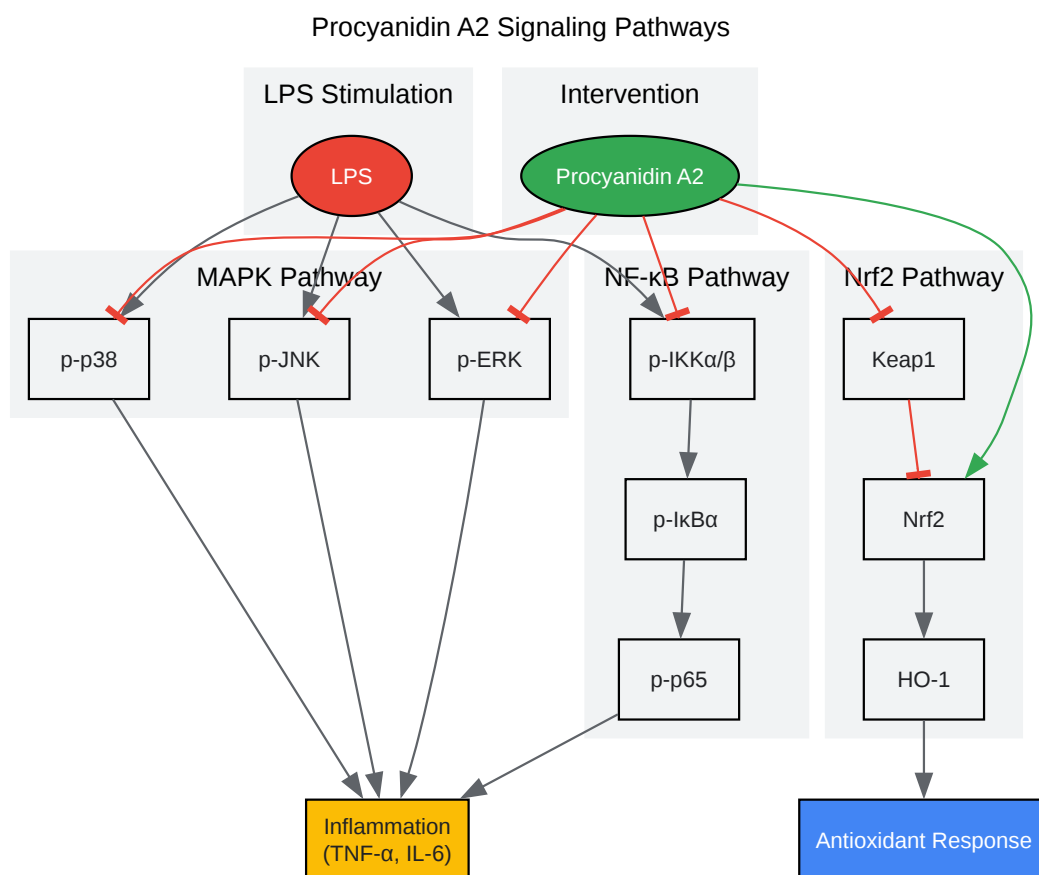 Procyanidin A2 Signaling Pathways
LPS Stimulation
Intervention
LPS
Procyanidin A2
MAPK Pathway
NF-κB Pathway
Nrf2 Pathway
p-p38
p-JNK
p-ERK
p-IKKα/β
Keap1
p-IκBα
Nrf2
p-p65
HO-1
Inflammation
(TNF-α, IL-6)
Antioxidant Response